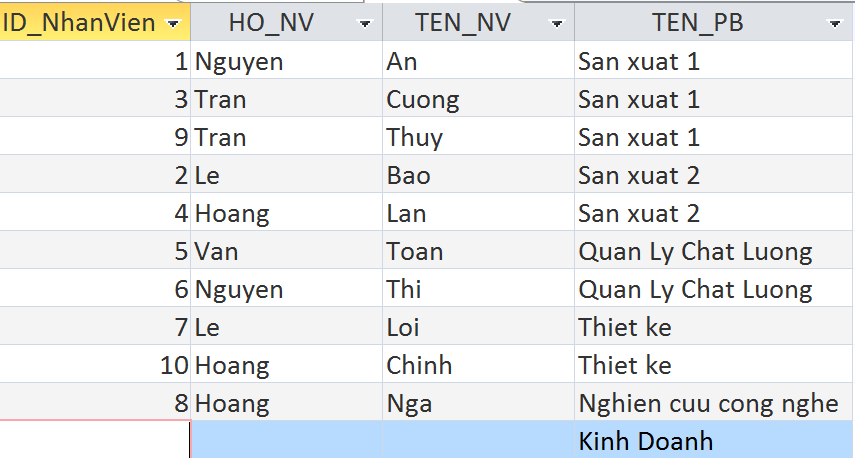 ID_NhanVien HO_NV TEN_NV TEN_PB
1 Nguyen An San xuat 1
3 Tran Cuong San xuat 1
9 Tran Thuy San xuat 1
2 Le Bao San xuat 2
4 Hoang Lan San xuat 2
5 Van Toan Quan Ly Chat Luong
6 Nguyen Thi Quan Ly Chat Luong
7 Le Loi Thiet ke
10 Hoang Chinh Thiet ke
8 Hoang Nga Nghien cuu cong nghe
Kinh Doanh